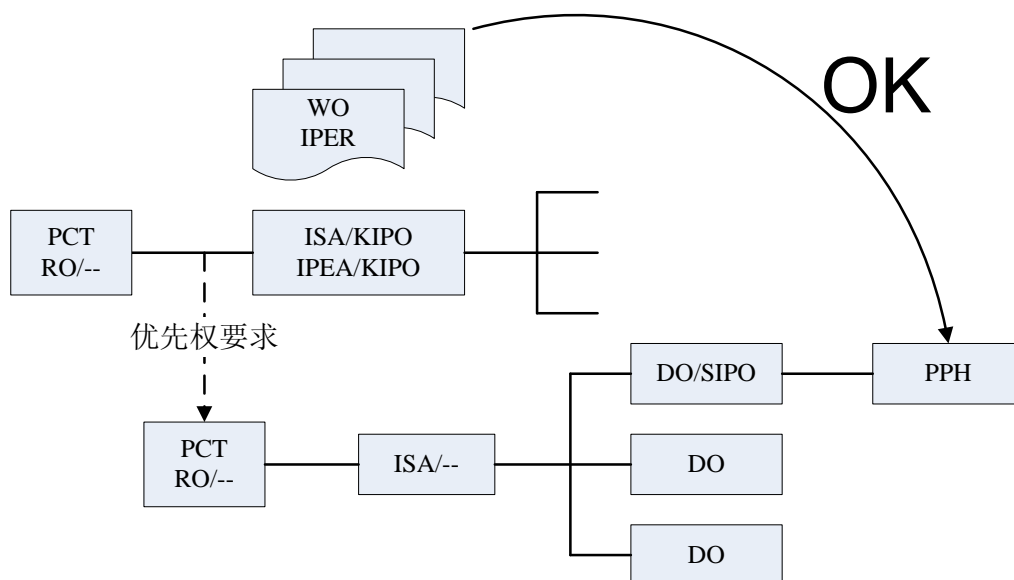 OK
WO
IPER
PCT
RO/--
ISA/KIPO
IPEA/KIPO
优先权要求
DO/SIPO
PPH
PCT
RO/--
ISA/--
DO
DO